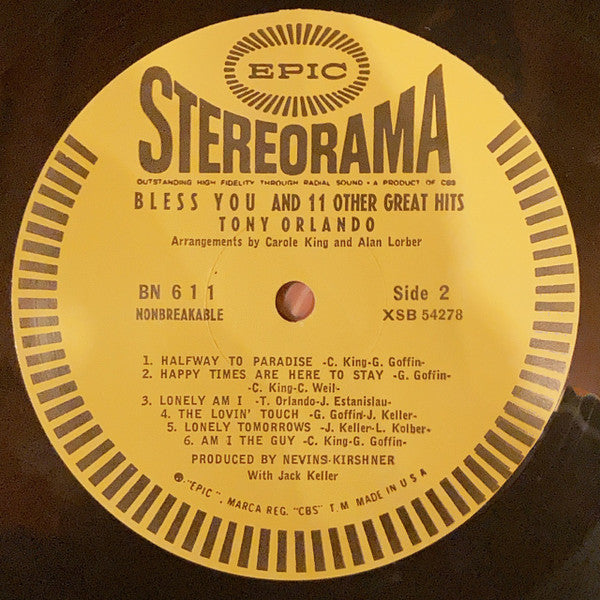 EPIC
STEREORAMA
OUTSTANDING HIGH FIDELITY THROUGH RADIAL SOUND • A PRODUCT OF CBS
BLESS YOU AND 11 OTHER GREAT HITS
TONY ORLANDO
Arrangements by Carole King and Alan Lorber
BN 611 Side 2
NONBREAKABLE XSB 54278
1. HALFWAY TO PARADISE -C. King-G. Goffin-
2. HAPPY TIMES ARE HERE TO STAY -G. Goffin-
-C. King-C. Weil-
3. LONELY AM I -T. Orlando-J. Estanislau-
4. THE LOVIN' TOUCH -G. Goffin-J. Keller-
5. LONELY TOMORROWS -J. Keller-L. Kolber-
6. AM I THE GUY -C. King-G. Goffin-
PRODUCED BY NEVINS-KIRSHNER
With Jack Keller
"EPIC", MARCA REG. "CBS" T.M. MADE IN U S A